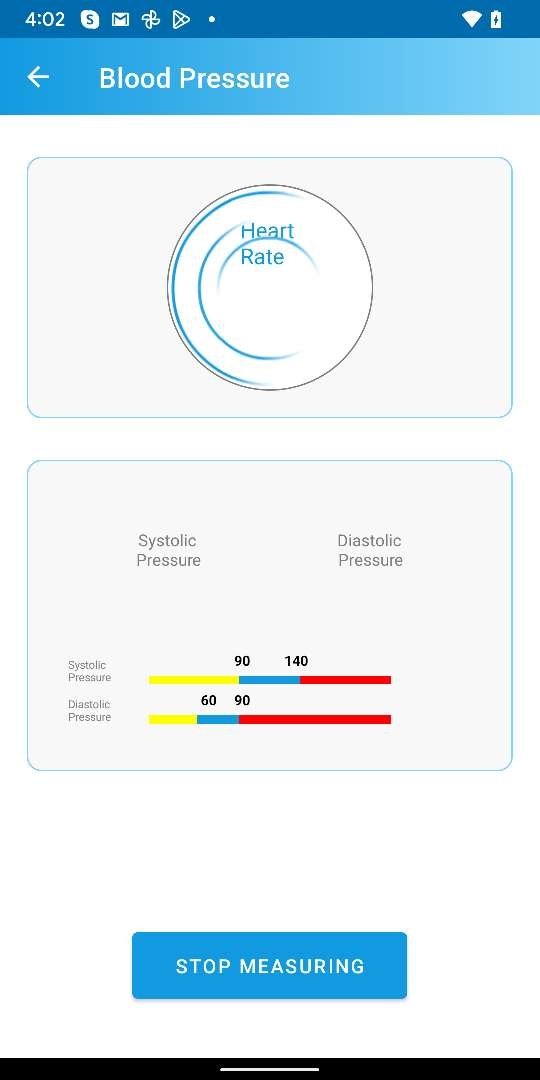 4:02
Blood Pressure
Heart
Rate
Systolic
Pressure
Diastolic
Pressure
90 140
Systolic
Pressure
60 90
Diastolic
Pressure
STOP MEASURING